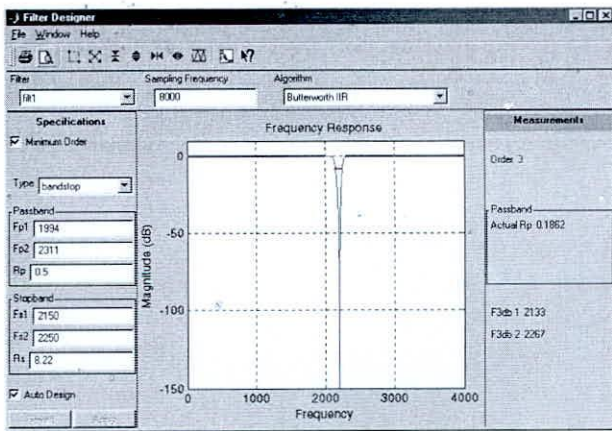 Filter Designer
File Window Help
Filter
filt1
Sampling Frequency
8000
Algorithm
Butterworth IIR
Specifications
Minimum Order
Type bandstop
Passband
Fp1 1994
Fp2 2311
Rp 0.5
Stopband
Fs1 2150
Fs2 2250
Rs 8.22
Auto Design
Frequency Response
Magnitude (dB)
0
-50
-100
-150
0 1000 2000 3000 4000
Frequency
Measurements
Order 3
Passband
Actual Rp 0.1862
F3db 1 2133
F3db 2 2267